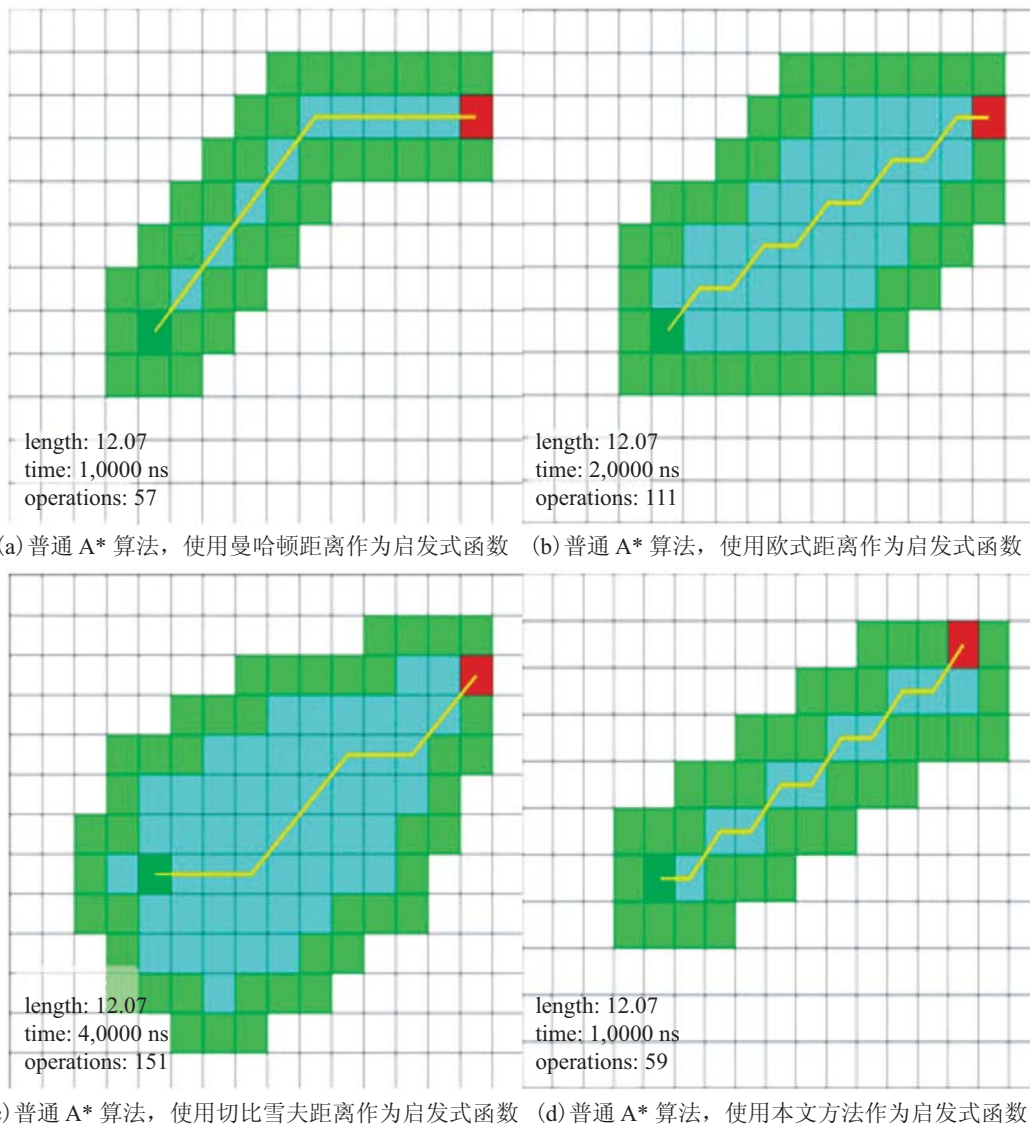 length: 12.07
time: 1,0000 ns
operations: 57
length: 12.07
time: 2,0000 ns
operations: 111
(a)普通 A* 算法，使用曼哈顿距离作为启发式函数
(b)普通 A* 算法，使用欧式距离作为启发式函数
length: 12.07
time: 4,0000 ns
operations: 151
length: 12.07
time: 1,0000 ns
operations: 59
)普通 A* 算法，使用切比雪夫距离作为启发式函数
(d)普通 A* 算法，使用本文方法作为启发式函数